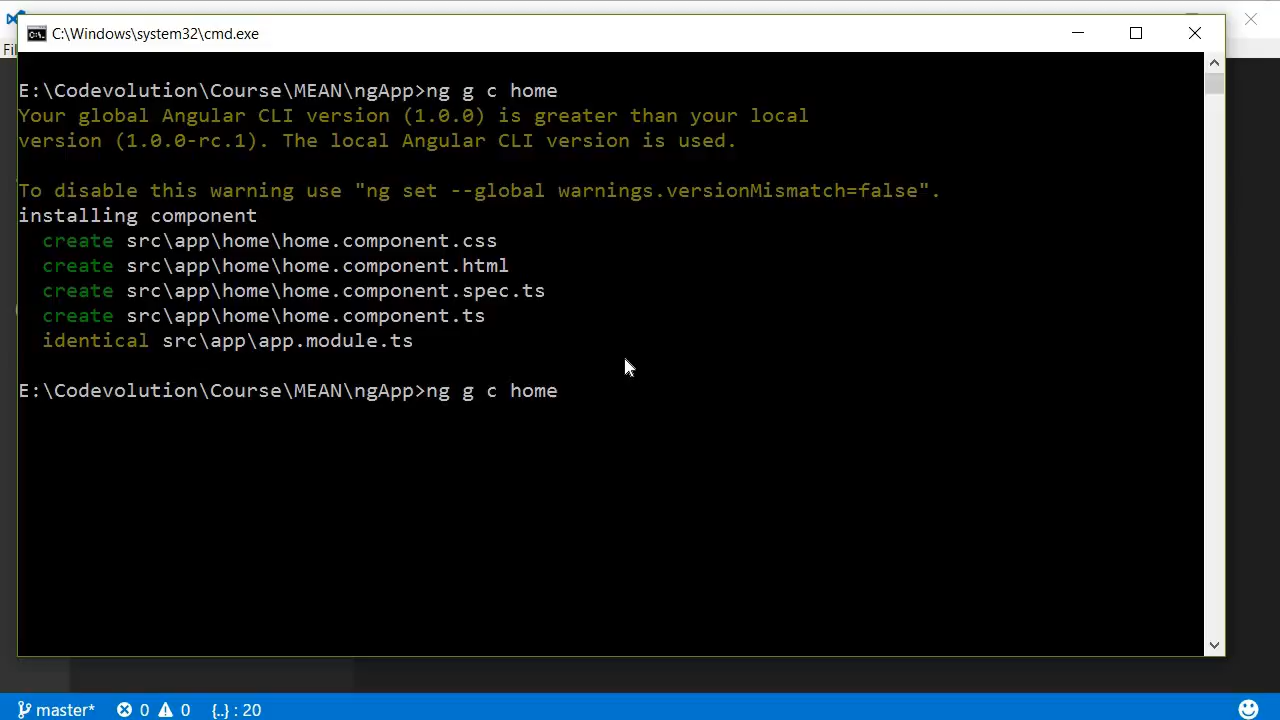 C:\Windows\system32\cmd.exe
E:\Codevolution\Course\MEAN\ngApp>ng g c home
Your global Angular CLI version (1.0.0) is greater than your local
version (1.0.0-rc.1). The local Angular CLI version is used.
To disable this warning use "ng set --global warnings.versionMismatch=false".
installing component
create src\app\home\home.component.css
create src\app\home\home.component.html
create src\app\home\home.component.spec.ts
create src\app\home\home.component.ts
identical src\app\app.module.ts
E:\Codevolution\Course\MEAN\ngApp>ng g c home
master* 0 0 {..} : 20